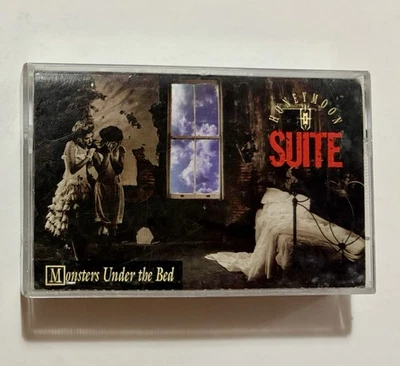 HONEYMOON
SUITE
Monsters Under the Bed